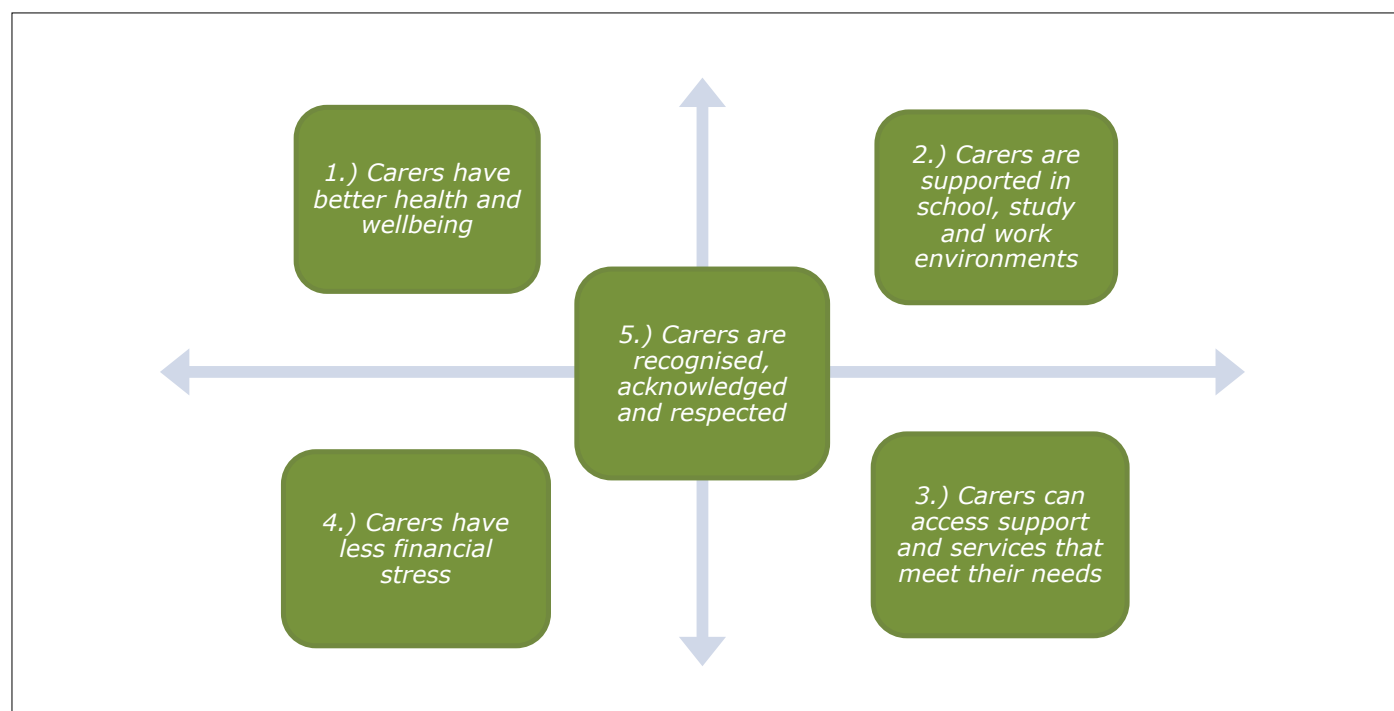 1.) Carers have
better health and
wellbeing
2.) Carers are
supported in
school, study
and work
environments
5.) Carers are
recognised,
acknowledged
and respected
4.) Carers have
less financial
stress
3.) Carers can
access support
and services that
meet their needs